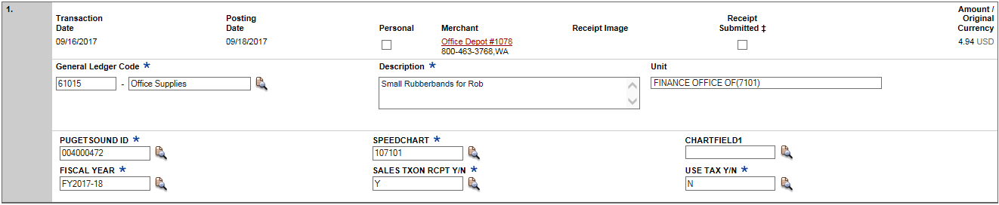 1.
Transaction Date
Posting Date
Personal
Merchant
Receipt Image
Receipt Submitted ‡
Amount / Original Currency
09/16/2017
09/18/2017
Office Depot #1078
800-463-3768,WA
4.94 USD
General Ledger Code *
Description *
Unit
61015 - Office Supplies
Small Rubberbands for Rob
FINANCE OFFICE OF(7101)
PUGETSOUND ID *
SPEEDCHART *
CHARTFIELD1
004000472
107101
FISCAL YEAR *
SALES TXON RCPT Y/N *
USE TAX Y/N *
FY2017-18
Y
N